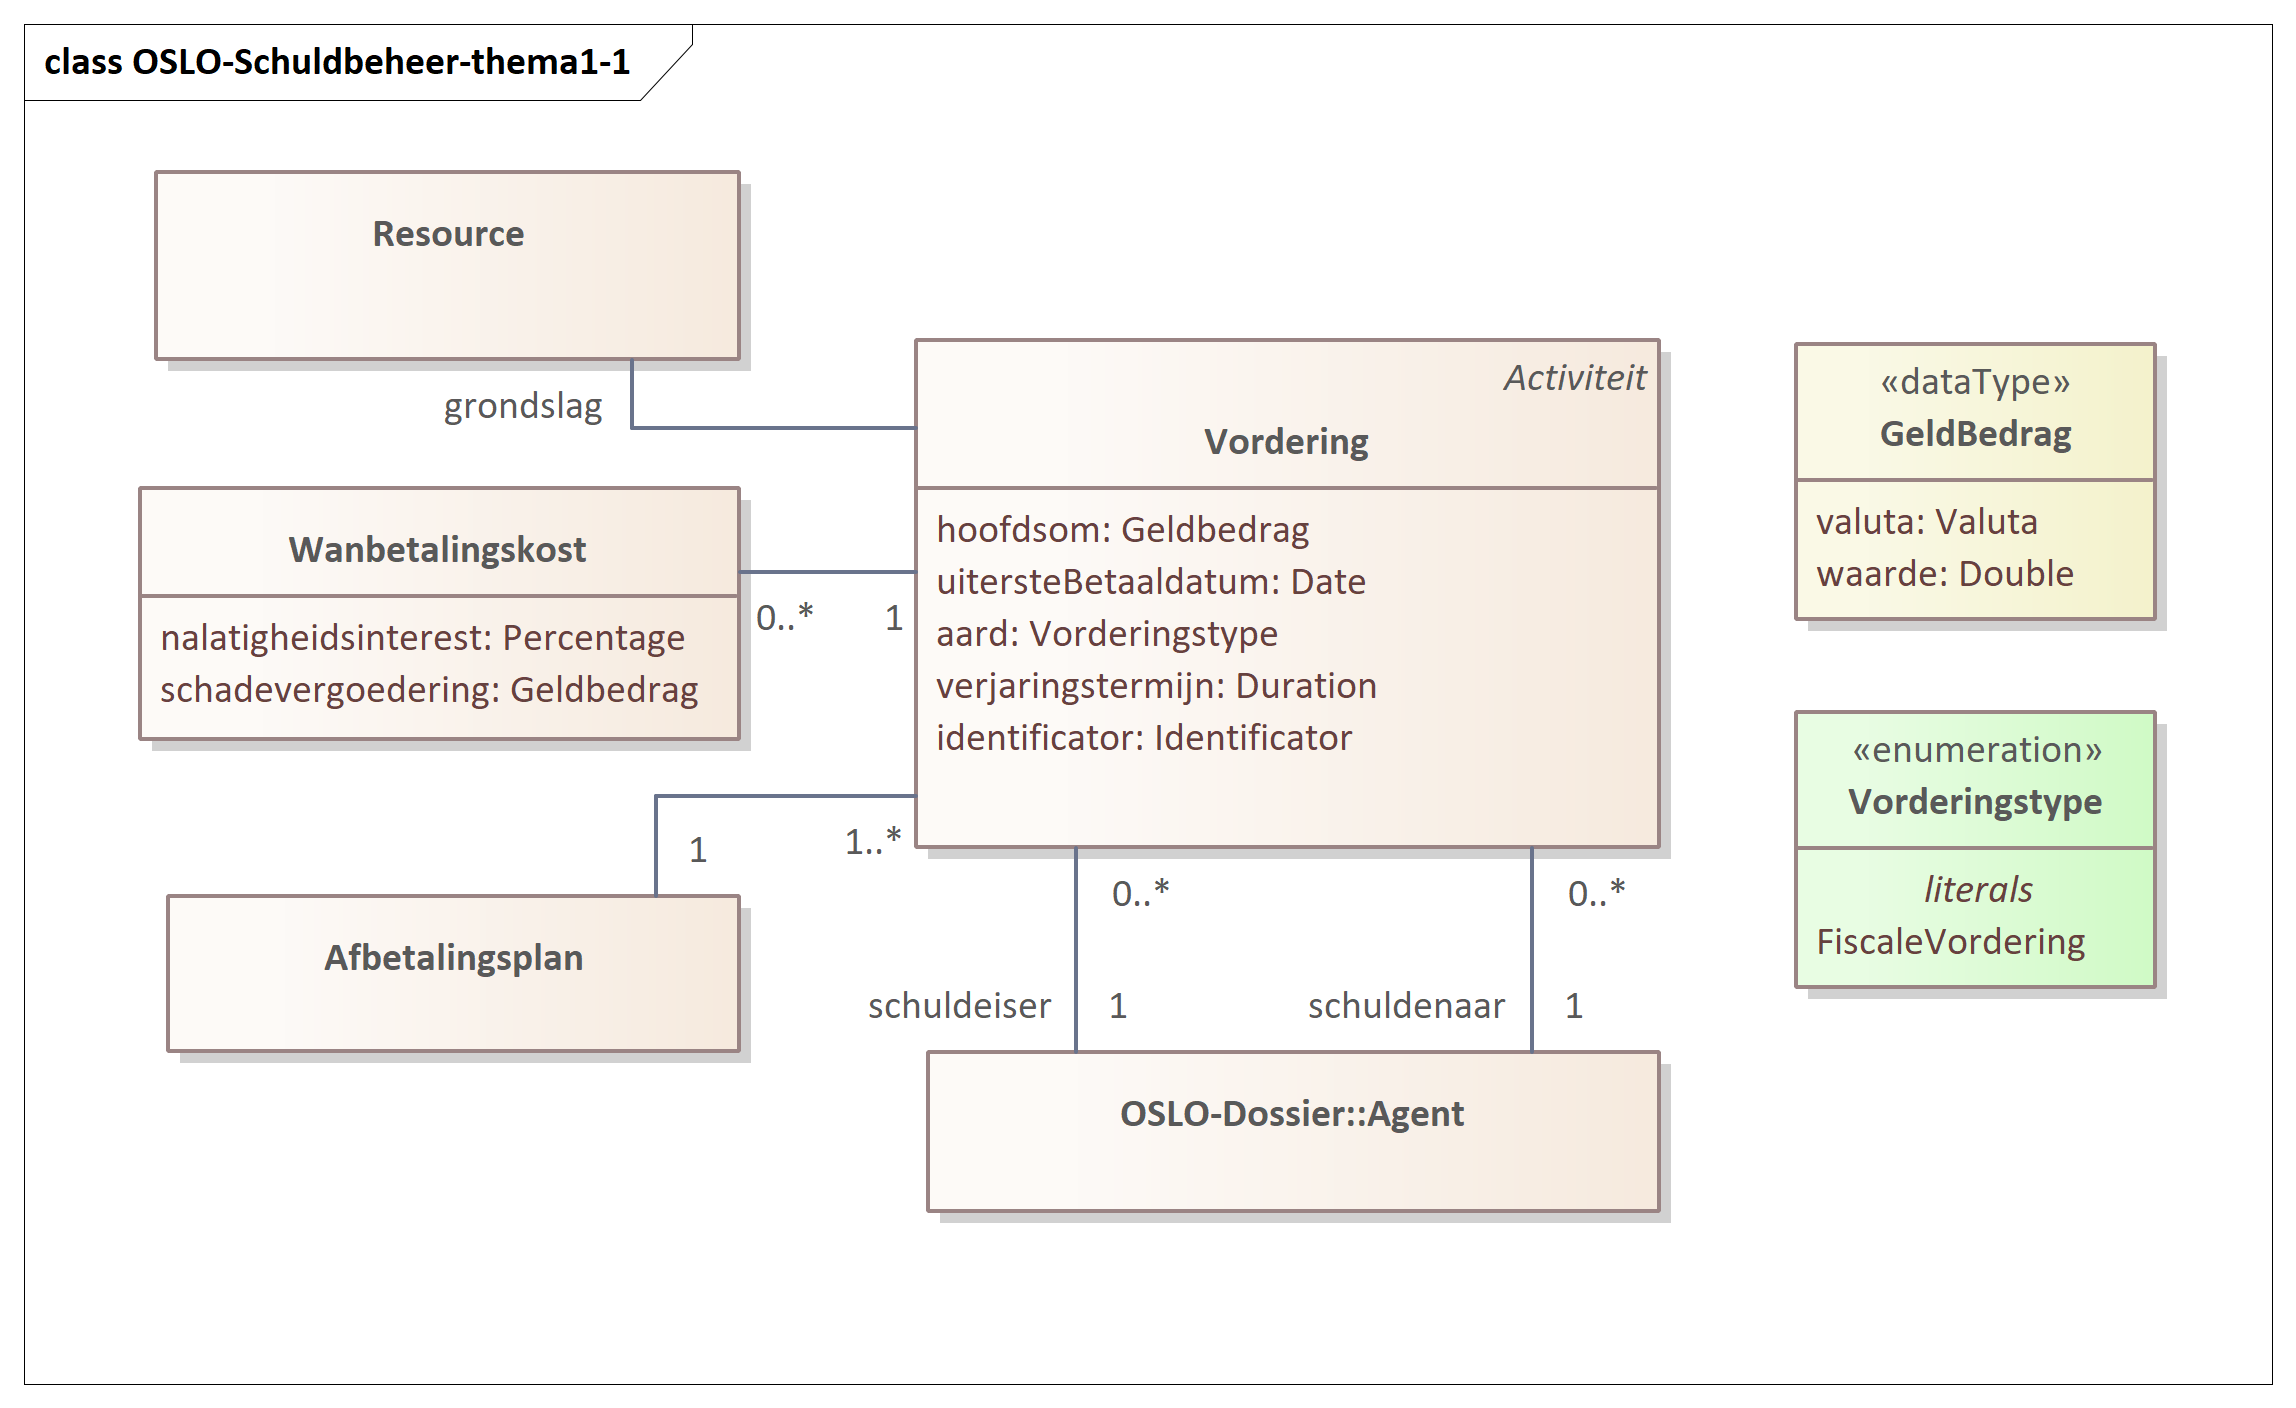 class OSLO-Schuldbeheer-thema1-1
Resource
grondslag
Activiteit
Vordering
hoofdsom: Geldbedrag
uitersteBetaaldatum: Date
aard: Vorderingstype
verjaringstermijn: Duration
identificator: Identificator
«dataType»
GeldBedrag
valuta: Valuta
waarde: Double
Wanbetalingskost
nalatigheidsinterest: Percentage
schadevergoedering: Geldbedrag
0..*
1
«enumeration»
Vorderingstype
literals
FiscaleVordering
1
1..*
Afbetalingsplan
0..*
0..*
schuldeiser
1
schuldenaar
1
OSLO-Dossier::Agent